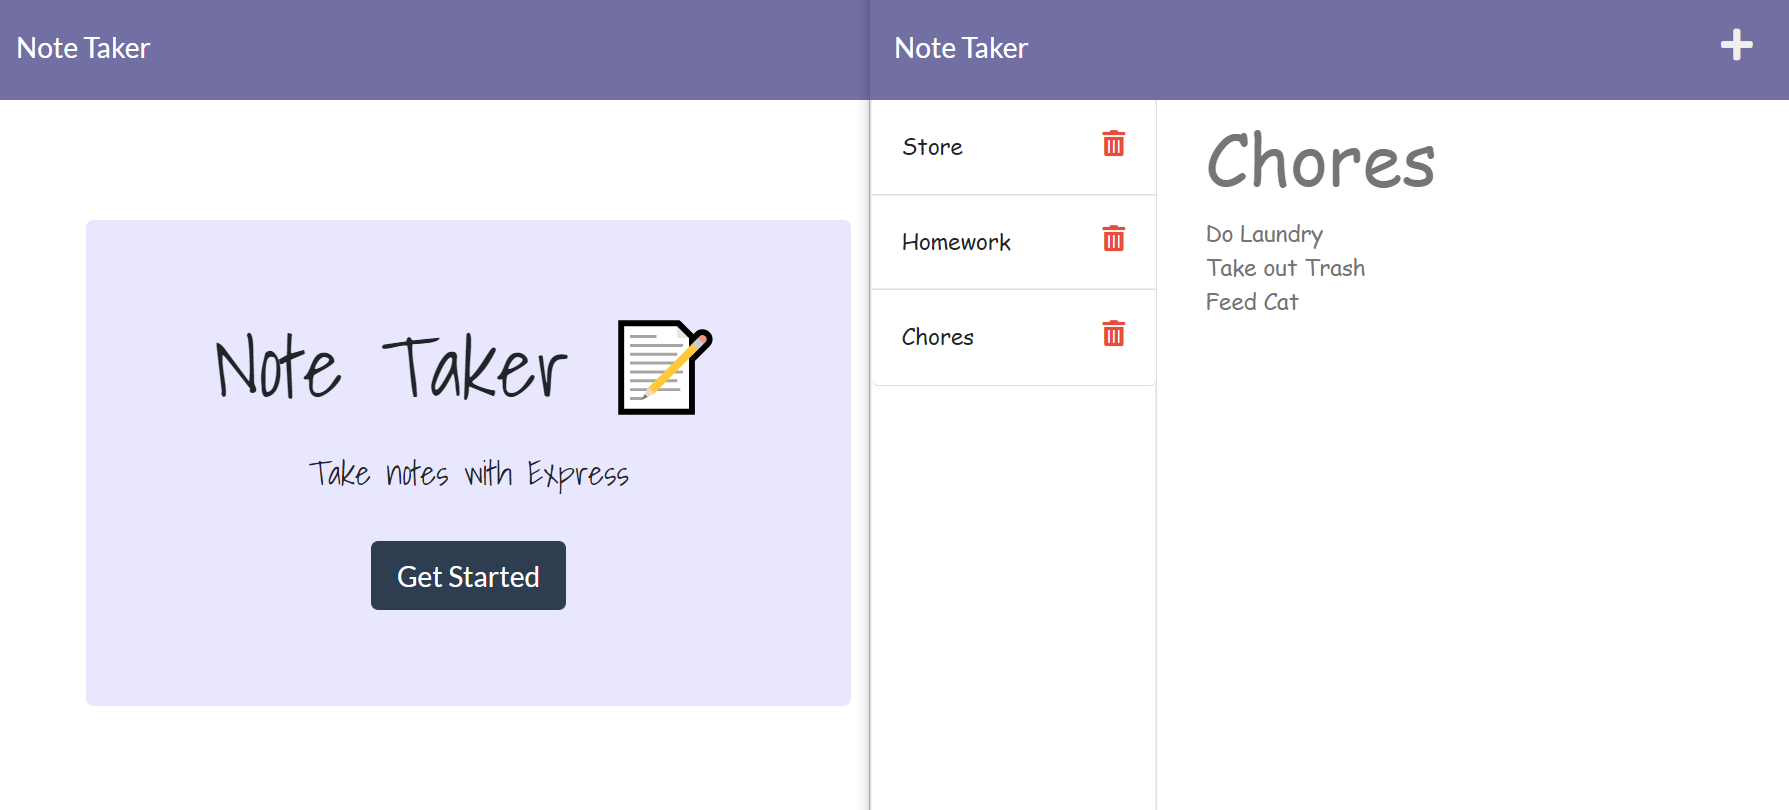 Note Taker
Note Taker
Take notes with Express
Get Started
Note Taker
Store
Homework
Chores
Chores
Do Laundry
Take out Trash
Feed Cat